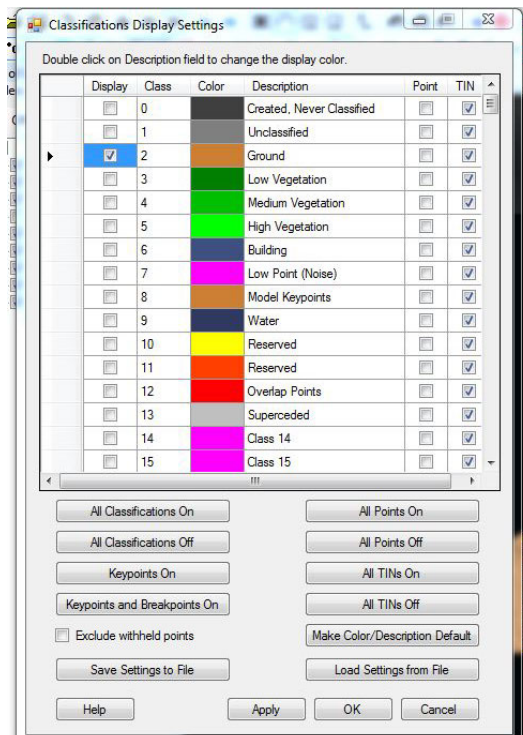 Classifications Display Settings
Double click on Description field to change the display color.
Display Class Color Description Point TIN
0 Created, Never Classified
1 Unclassified
2 Ground
3 Low Vegetation
4 Medium Vegetation
5 High Vegetation
6 Building
7 Low Point (Noise)
8 Model Keypoints
9 Water
10 Reserved
11 Reserved
12 Overlap Points
13 Superceded
14 Class 14
15 Class 15
All Classifications On All Points On
All Classifications Off All Points Off
Keypoints On All TINs On
Keypoints and Breakpoints On All TINs Off
Exclude withheld points Make Color/Description Default
Save Settings to File Load Settings from File
Help Apply OK Cancel